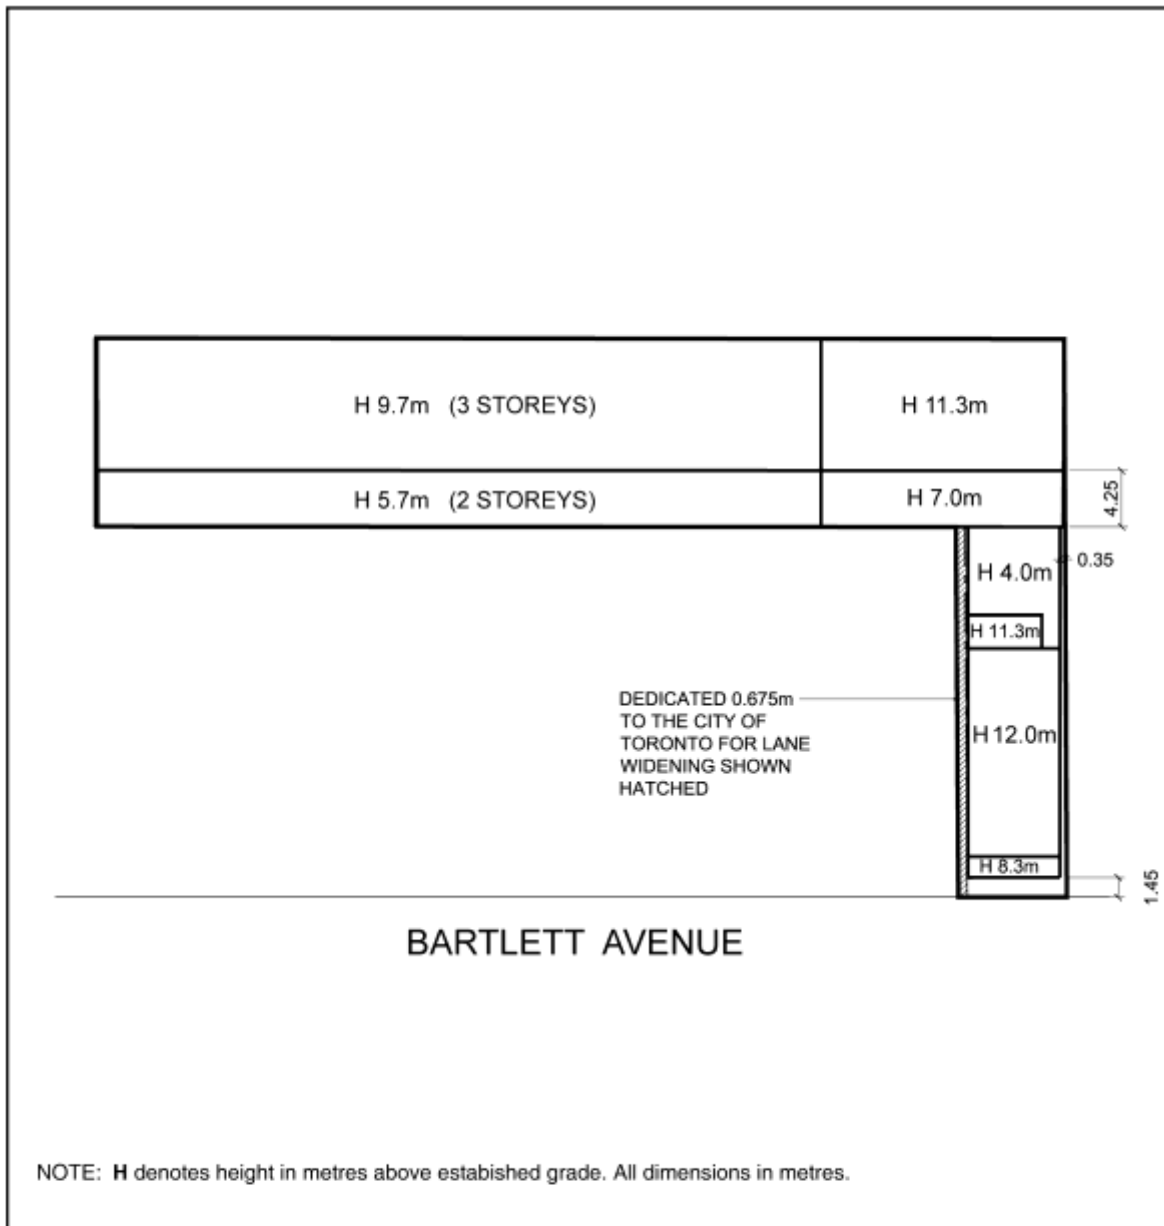 H 9.7m (3 STOREYS)
H 11.3m
H 5.7m (2 STOREYS)
H 7.0m
4.25
0.35
H 4.0m
H 11.3m
DEDICATED 0.675m
TO THE CITY OF
TORONTO FOR LANE
WIDENING SHOWN
HATCHED
H 12.0m
H 8.3m
1.45
BARTLETT AVENUE
NOTE: H denotes height in metres above estabished grade. All dimensions in metres.